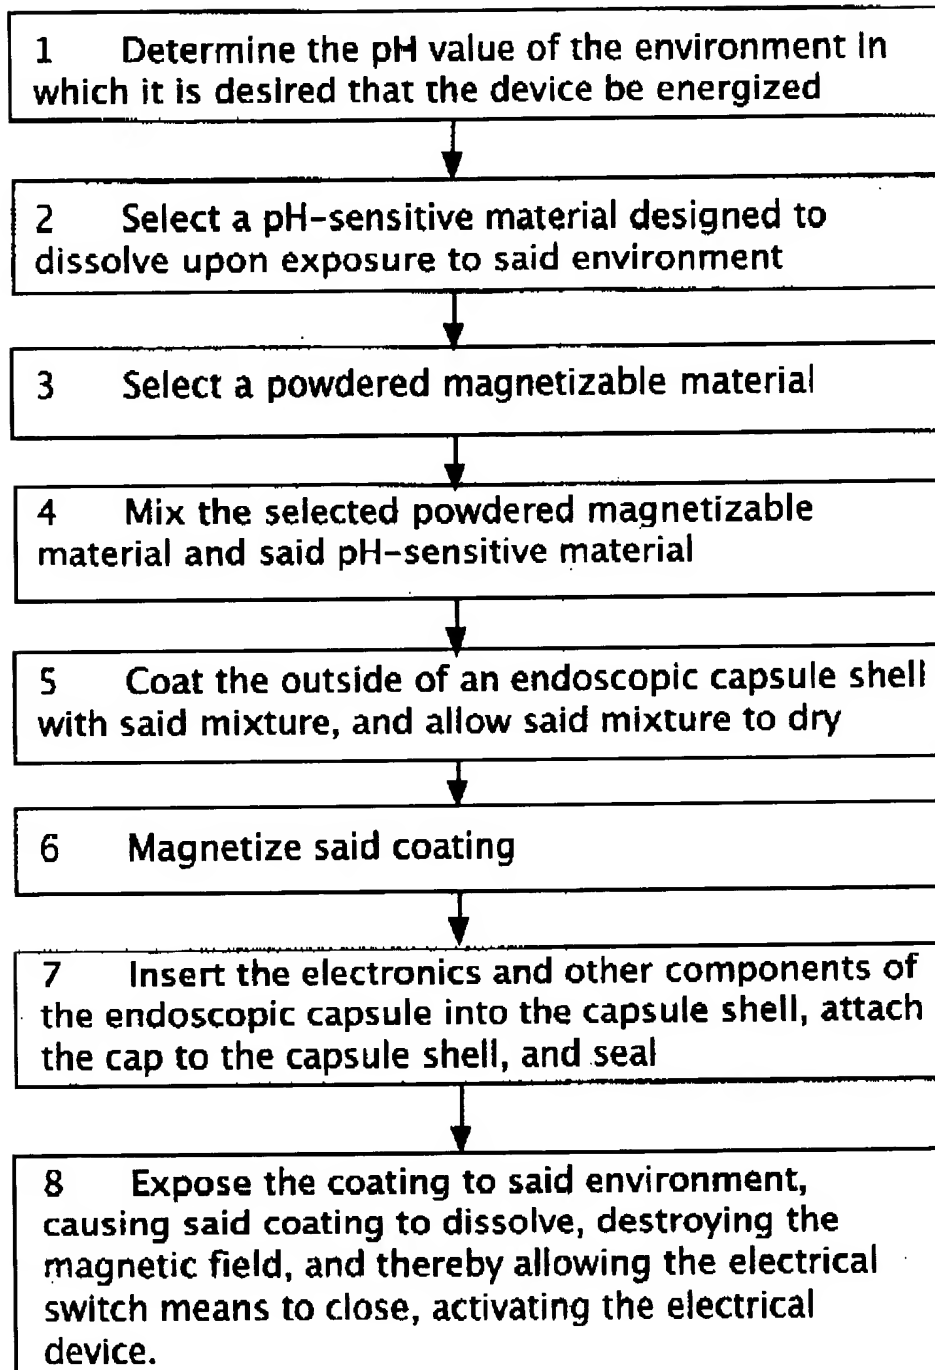 1 Determine the pH value of the environment in
which it is desired that the device be energized
2 Select a pH-sensitive material designed to
dissolve upon exposure to said environment
3 Select a powdered magnetizable material
4 Mix the selected powdered magnetizable
material and said pH-sensitive material
5 Coat the outside of an endoscopic capsule shell
with said mixture, and allow said mixture to dry
6 Magnetize said coating
7 Insert the electronics and other components of
the endoscopic capsule into the capsule shell, attach
the cap to the capsule shell, and seal
8 Expose the coating to said environment,
causing said coating to dissolve, destroying the
magnetic field, and thereby allowing the electrical
switch means to close, activating the electrical
device.